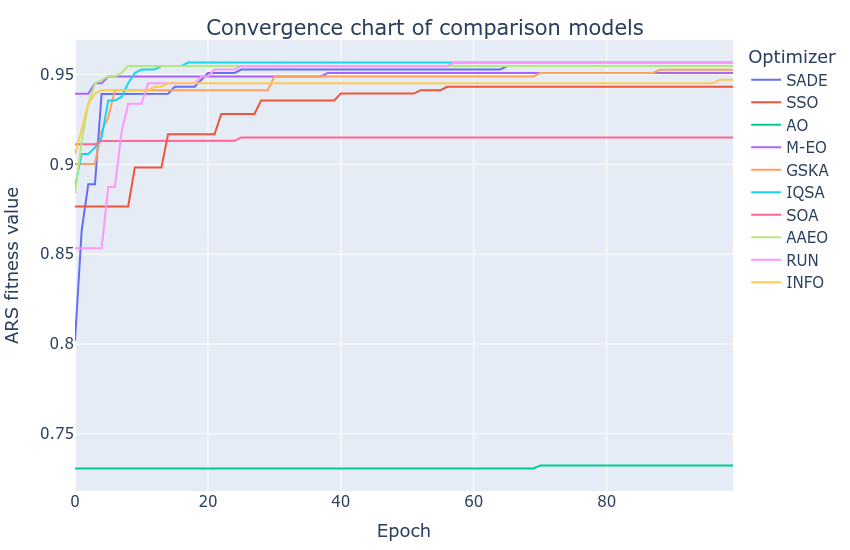 Convergence chart of comparison models
ARS fitness value
0.95
0.9
0.85
0.8
0.75
0
20
40
60
80
Epoch
Optimizer
SADE
SSO
AO
M-EO
GSKA
IQSA
SOA
AAEO
RUN
INFO